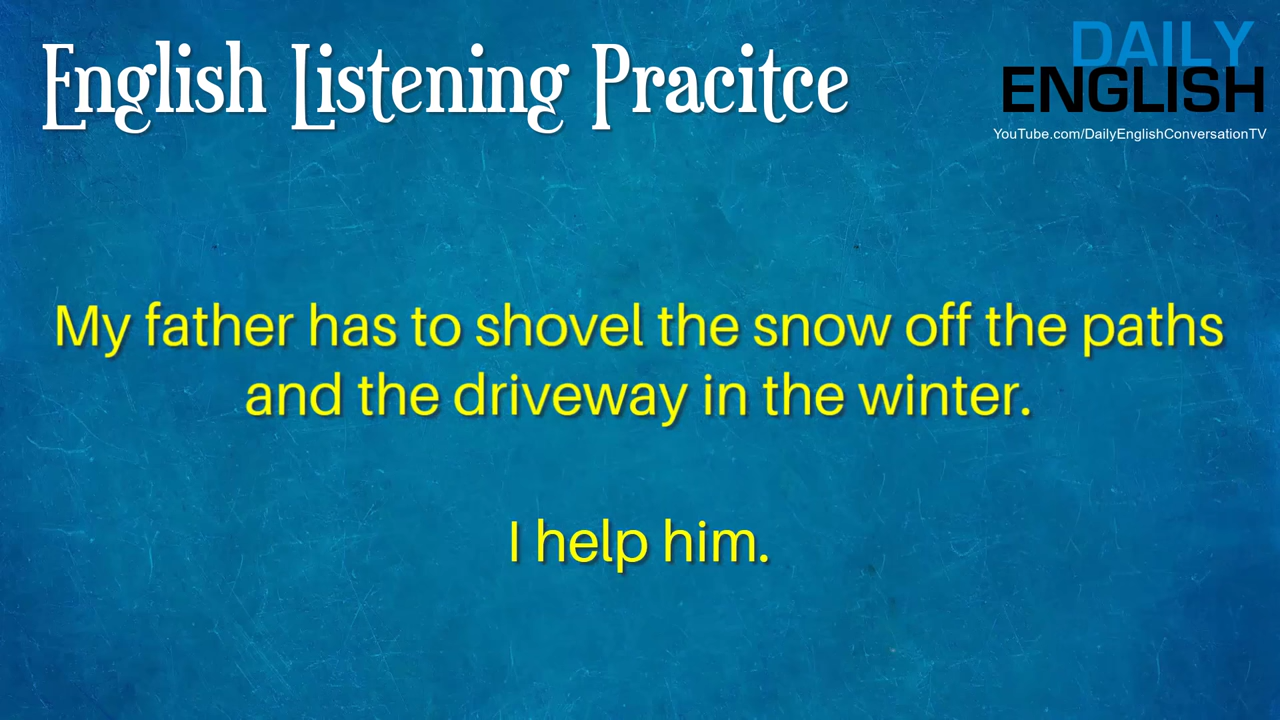 English Listening Pracitce
DAILY
ENGLISH
YouTube.com/DailyEnglishConversationTV
My father has to shovel the snow off the paths
and the driveway in the winter.
I help him.